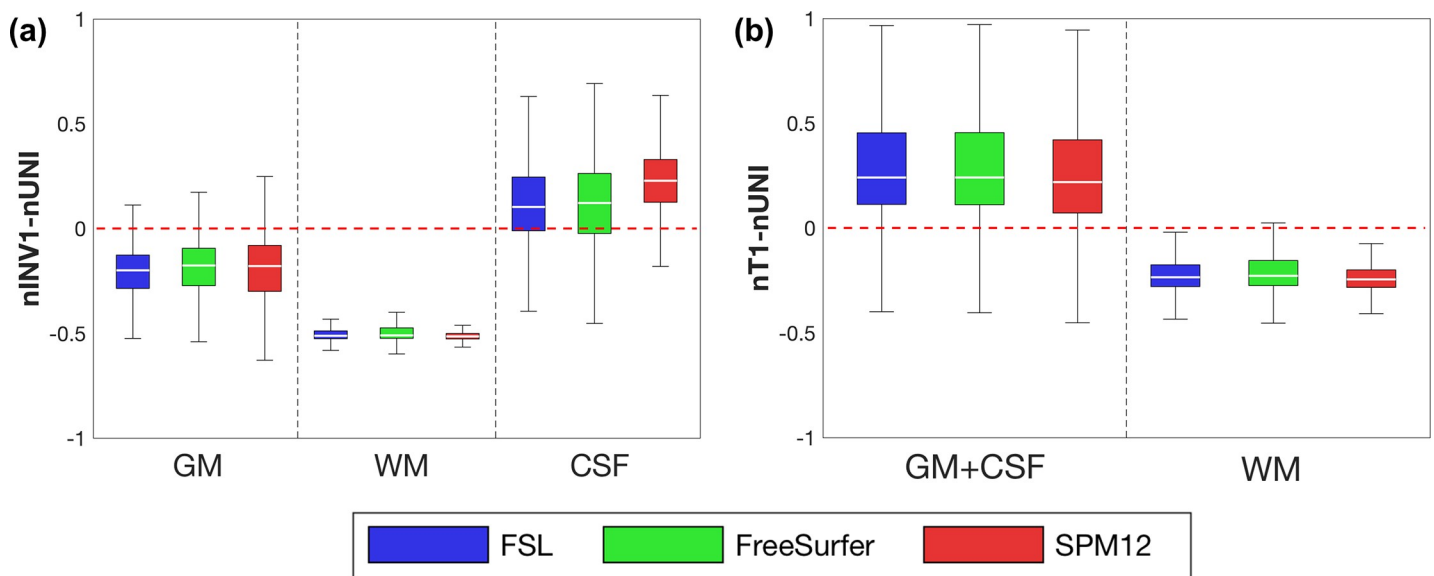 (a)
nINV1-nUNI
1
0.5
0
-0.5
-1
GM WM CSF
(b)
nT1-nUNI
1
0.5
0
-0.5
-1
GM+CSF WM
FSL FreeSurfer SPM12